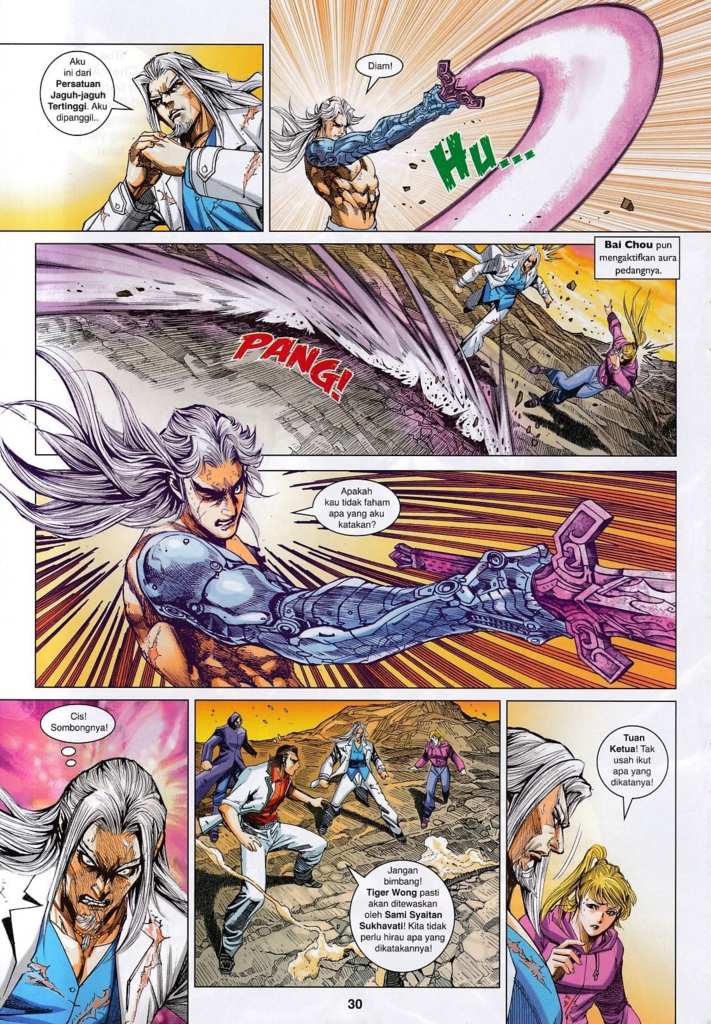 Aku
ini dari
Persatuan
Jaguh-jaguh
Tertinggi. Aku
dipanggil..
Diam!
Hu...
Bai Chou pun
mengaktifkan aura
pedangnya.
PANG!
Apakah
kau tidak faham
apa yang aku
katakan?
Cis!
Sombongnya!
Jangan
bimbang!
Tiger Wong pasti
akan ditewaskan
oleh Sami Syaitan
Sukhavati! Kita tidak
perlu hirau apa yang
dikatakannya!
Tuan
Ketua! Tak
usah ikut
apa yang
dikatanya!
30